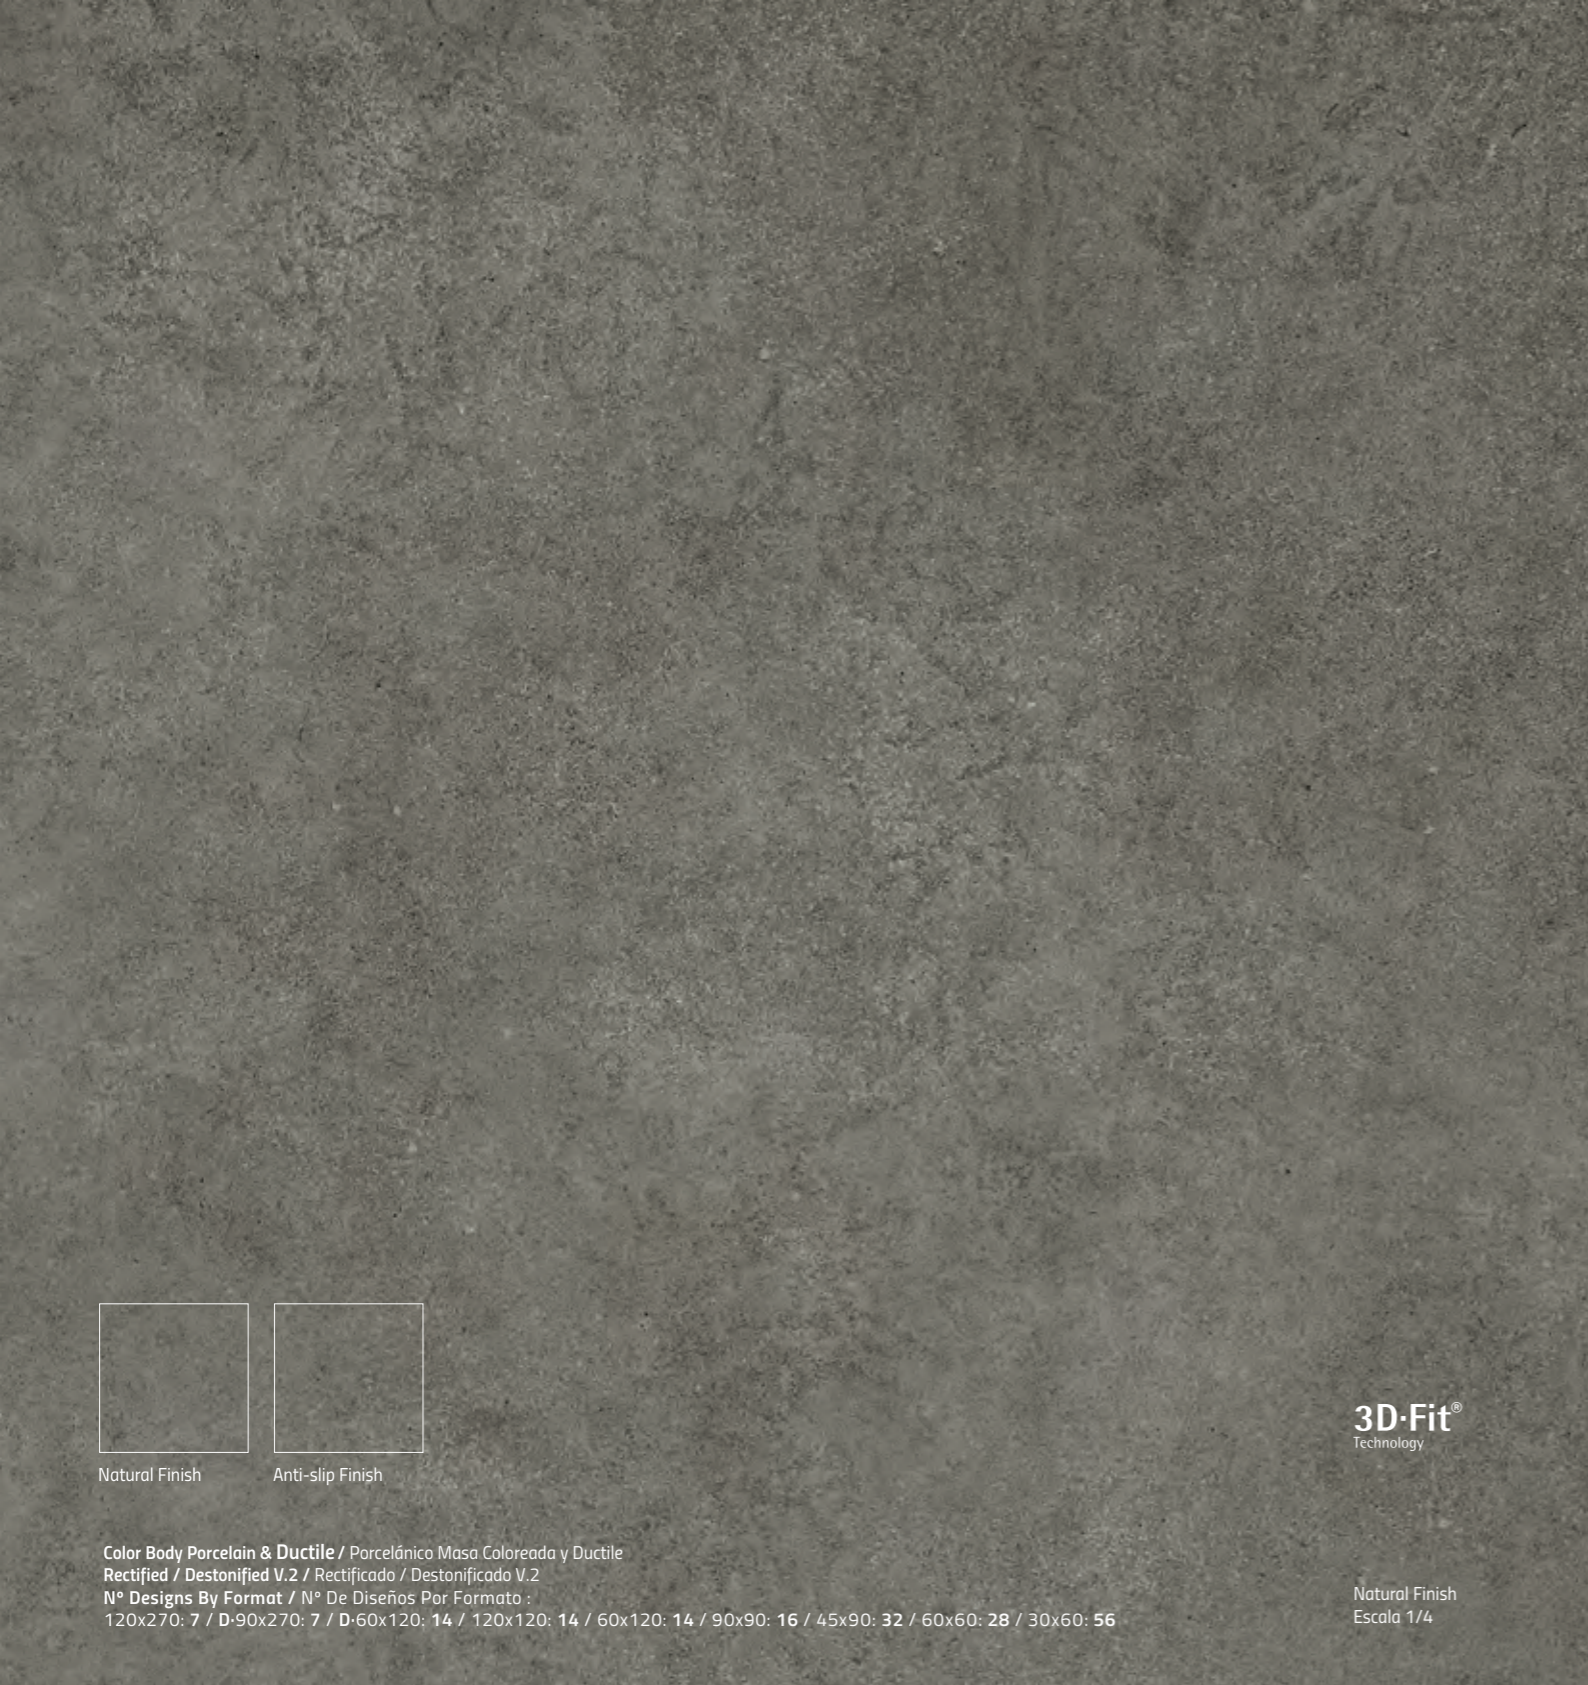 Natural Finish
Anti-slip Finish
3D·Fit®
Technology
Color Body Porcelain & Ductile / Porcelánico Masa Coloreada y Ductile
Rectified / Destonified V.2 / Rectificado / Destonificado V.2
Nº Designs By Format / Nº De Diseños Por Formato :
120x270: 7 / D·90x270: 7 / D·60x120: 14 / 120x120: 14 / 60x120: 14 / 90x90: 16 / 45x90: 32 / 60x60: 28 / 30x60: 56
Natural Finish
Escala 1/4